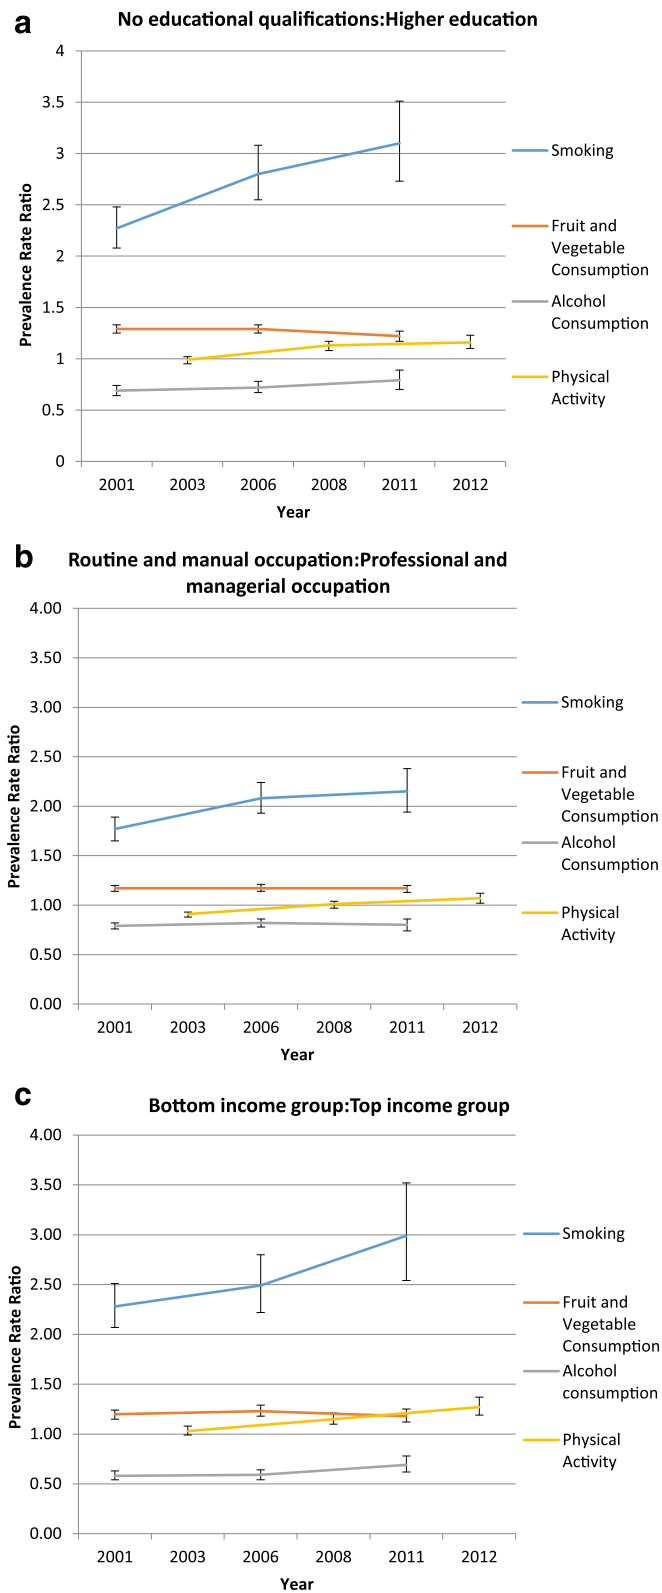 a
No educational qualifications:Higher education
4
3.5
3
2.5
2
1.5
1
0.5
0
Prevalence Rate Ratio
2001 2003 2006 2008 2011 2012
Year
Smoking
Fruit and
Vegetable
Consumption
Alcohol
Consumption
Physical
Activity
b
Routine and manual occupation:Professional and
managerial occupation
4.00
3.50
3.00
2.50
2.00
1.50
1.00
0.50
0.00
Prevalence Rate Ratio
2001 2003 2006 2008 2011 2012
Year
Smoking
Fruit and
Vegetable
Consumption
Alcohol
Consumption
Physical
Activity
c
Bottom income group:Top income group
4.00
3.50
3.00
2.50
2.00
1.50
1.00
0.50
0.00
Prevalence Rate Ratio
2001 2003 2006 2008 2011 2012
Year
Smoking
Fruit and
Vegetable
Consumption
Alcohol
consumption
Physical
Activity